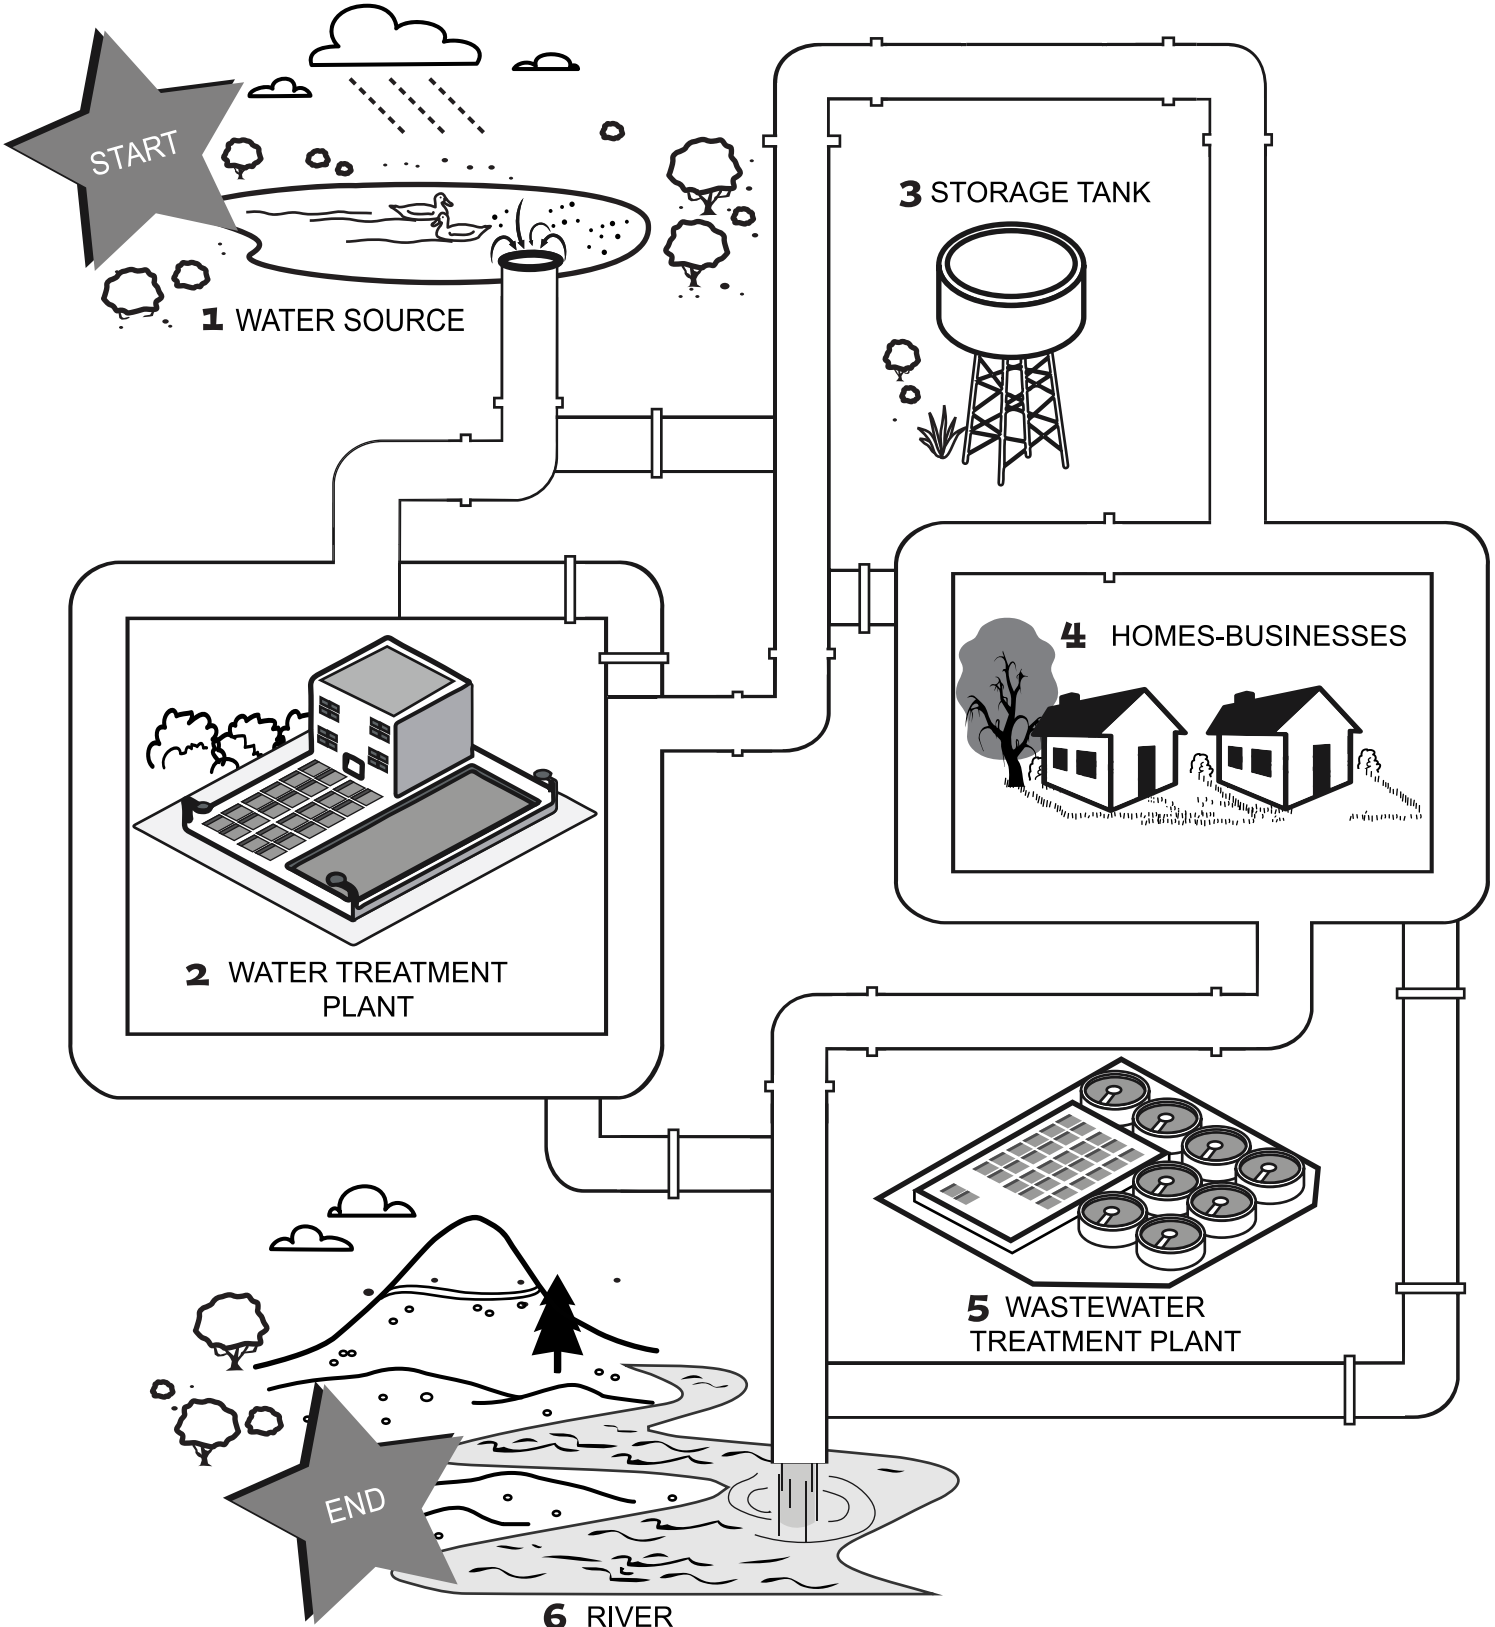 START
1 WATER SOURCE
3 STORAGE TANK
4 HOMES-BUSINESSES
2 WATER TREATMENT
PLANT
5 WASTEWATER
TREATMENT PLANT
END
6 RIVER